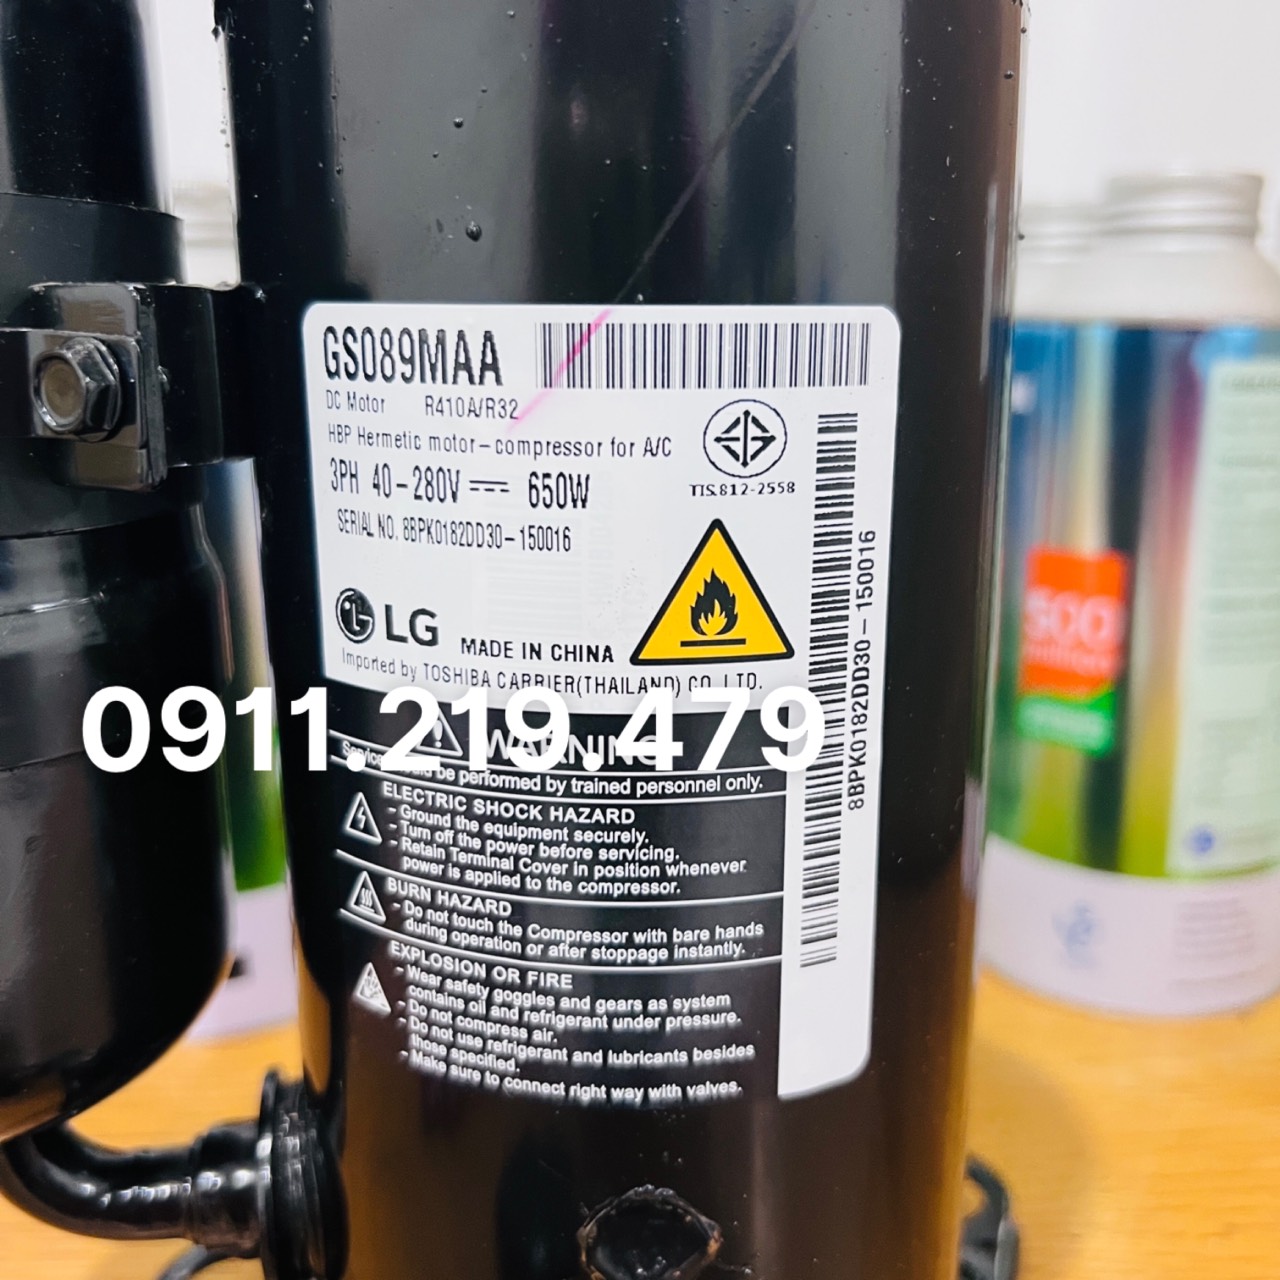 GS089MAA
DC Motor R410A/R32
HBP Hermetic motor-compressor for A/C
3PH 40-280V 650W
SERIAL NO. 8BPK0182DD30-150016
TIS.812-2558
LG
MADE IN CHINA
Imported by TOSHIBA CARRIER(THAILAND) CO.,LTD.
8BPK0182DD30-150016
0911.219.479
WARNING
be performed by trained personnel only.
ELECTRIC SHOCK HAZARD
- Ground the equipment securely.
- Turn off the power before servicing.
- Retain Terminal Cover in position whenever
power is applied to the compressor.
BURN HAZARD
- Do not touch the Compressor with bare hands
during operation or after stoppage instantly.
EXPLOSION OR FIRE
- Wear safety goggles and gears as system
contains oil and refrigerant under pressure.
- Do not compress air.
- Do not use refrigerant and lubricants besides
those specified.
- Make sure to connect right way with valves.
500